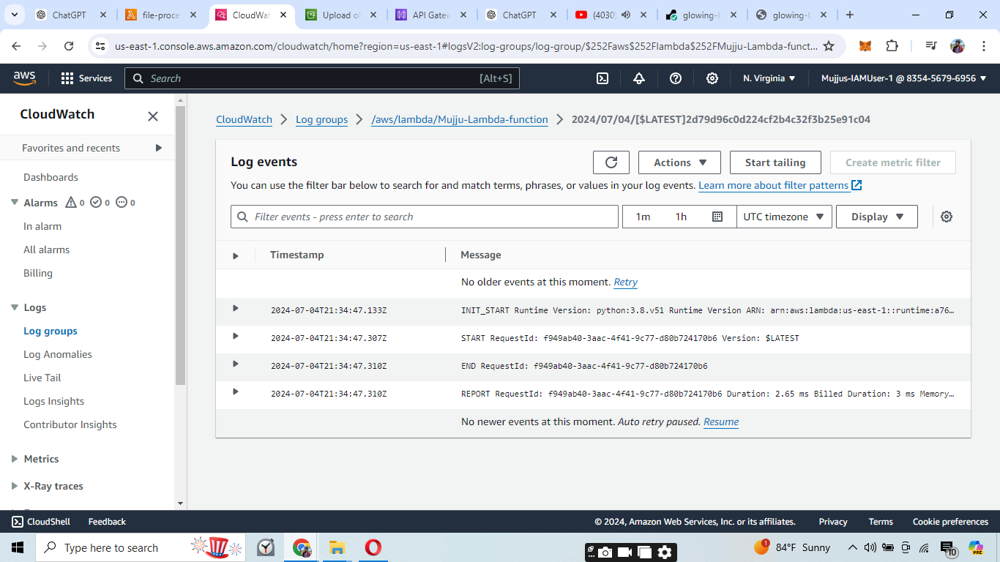 ChatGPT
file-proce
CloudWat
Upload ob
API Gatew
ChatGPT
(4030)
glowing-b
glowing-b
us-east-1.console.aws.amazon.com/cloudwatch/home?region=us-east-1#logsV2:log-groups/log-group/$252Faws$252Flambda$252FMujju-Lambda-funct...
aws
Services
Search
[Alt+S]
N. Virginia
Mujjus-IAMUser-1 @ 8354-5679-6956
CloudWatch
Favorites and recents
Dashboards
Alarms 0 0 0
In alarm
All alarms
Billing
Logs
Log groups
Log Anomalies
Live Tail
Logs Insights
Contributor Insights
Metrics
X-Ray traces
CloudWatch
Log groups
/aws/lambda/Mujju-Lambda-function
2024/07/04/[$LATEST]2d79d96c0d224cf2b4c32f3b25e91c04
Log events
Actions
Start tailing
Create metric filter
You can use the filter bar below to search for and match terms, phrases, or values in your log events. Learn more about filter patterns
Filter events - press enter to search
1m
1h
UTC timezone
Display
Timestamp
Message
No older events at this moment. Retry
2024-07-04T21:34:47.133Z
INIT_START Runtime Version: python:3.8.v51 Runtime Version ARN: arn:aws:lambda:us-east-1::runtime:a76…
2024-07-04T21:34:47.307Z
START RequestId: f949ab40-3aac-4f41-9c77-d80b724170b6 Version: $LATEST
2024-07-04T21:34:47.310Z
END RequestId: f949ab40-3aac-4f41-9c77-d80b724170b6
2024-07-04T21:34:47.310Z
REPORT RequestId: f949ab40-3aac-4f41-9c77-d80b724170b6 Duration: 2.65 ms Billed Duration: 3 ms Memory…
No newer events at this moment. Auto retry paused. Resume
CloudShell
Feedback
© 2024, Amazon Web Services, Inc. or its affiliates.
Privacy
Terms
Cookie preferences
Type here to search
1
84°F Sunny
10
PRE